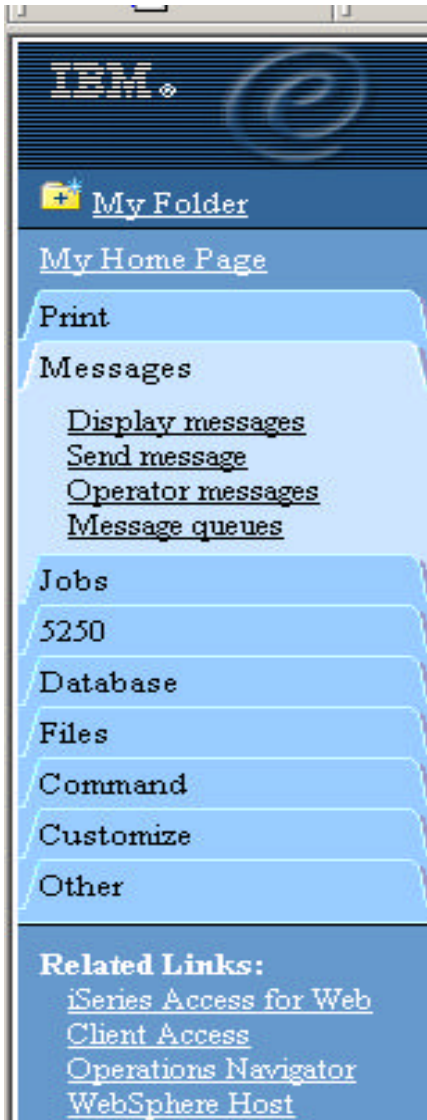 IBM®
My Folder
My Home Page
Print
Messages
Display messages
Send message
Operator messages
Message queues
Jobs
5250
Database
Files
Command
Customize
Other
Related Links:
iSeries Access for Web
Client Access
Operations Navigator
WebSphere Host